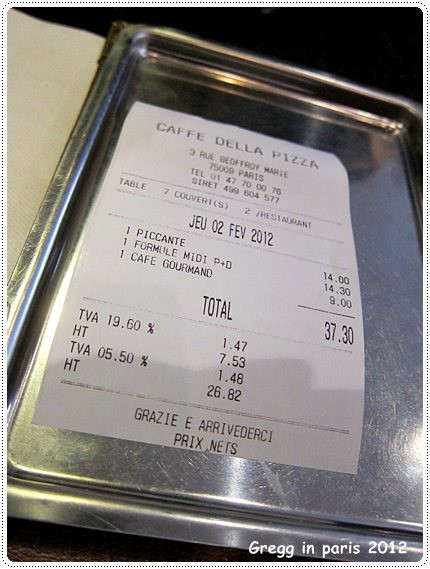 CAFFE DELLA PIZZA
3 RUE GEOFFROY MARIE
75009 PARIS
TEL 01 47 70 00 76
SIRET 498 604 577
TABLE 7 COUVERT(S) 2 /RESTAURANT
JEU 02 FEV 2012
1 PICCANTE 14.00
1 FORMULE MIDI P+D 14.30
1 CAFE GOURMAND 9.00
TOTAL 37.30
TVA 19.60 % 1.47
HT 7.53
TVA 05.50 % 1.48
HT 26.82
GRAZIE E ARRIVEDERCI
PRIX NETS
Gregg in paris 2012